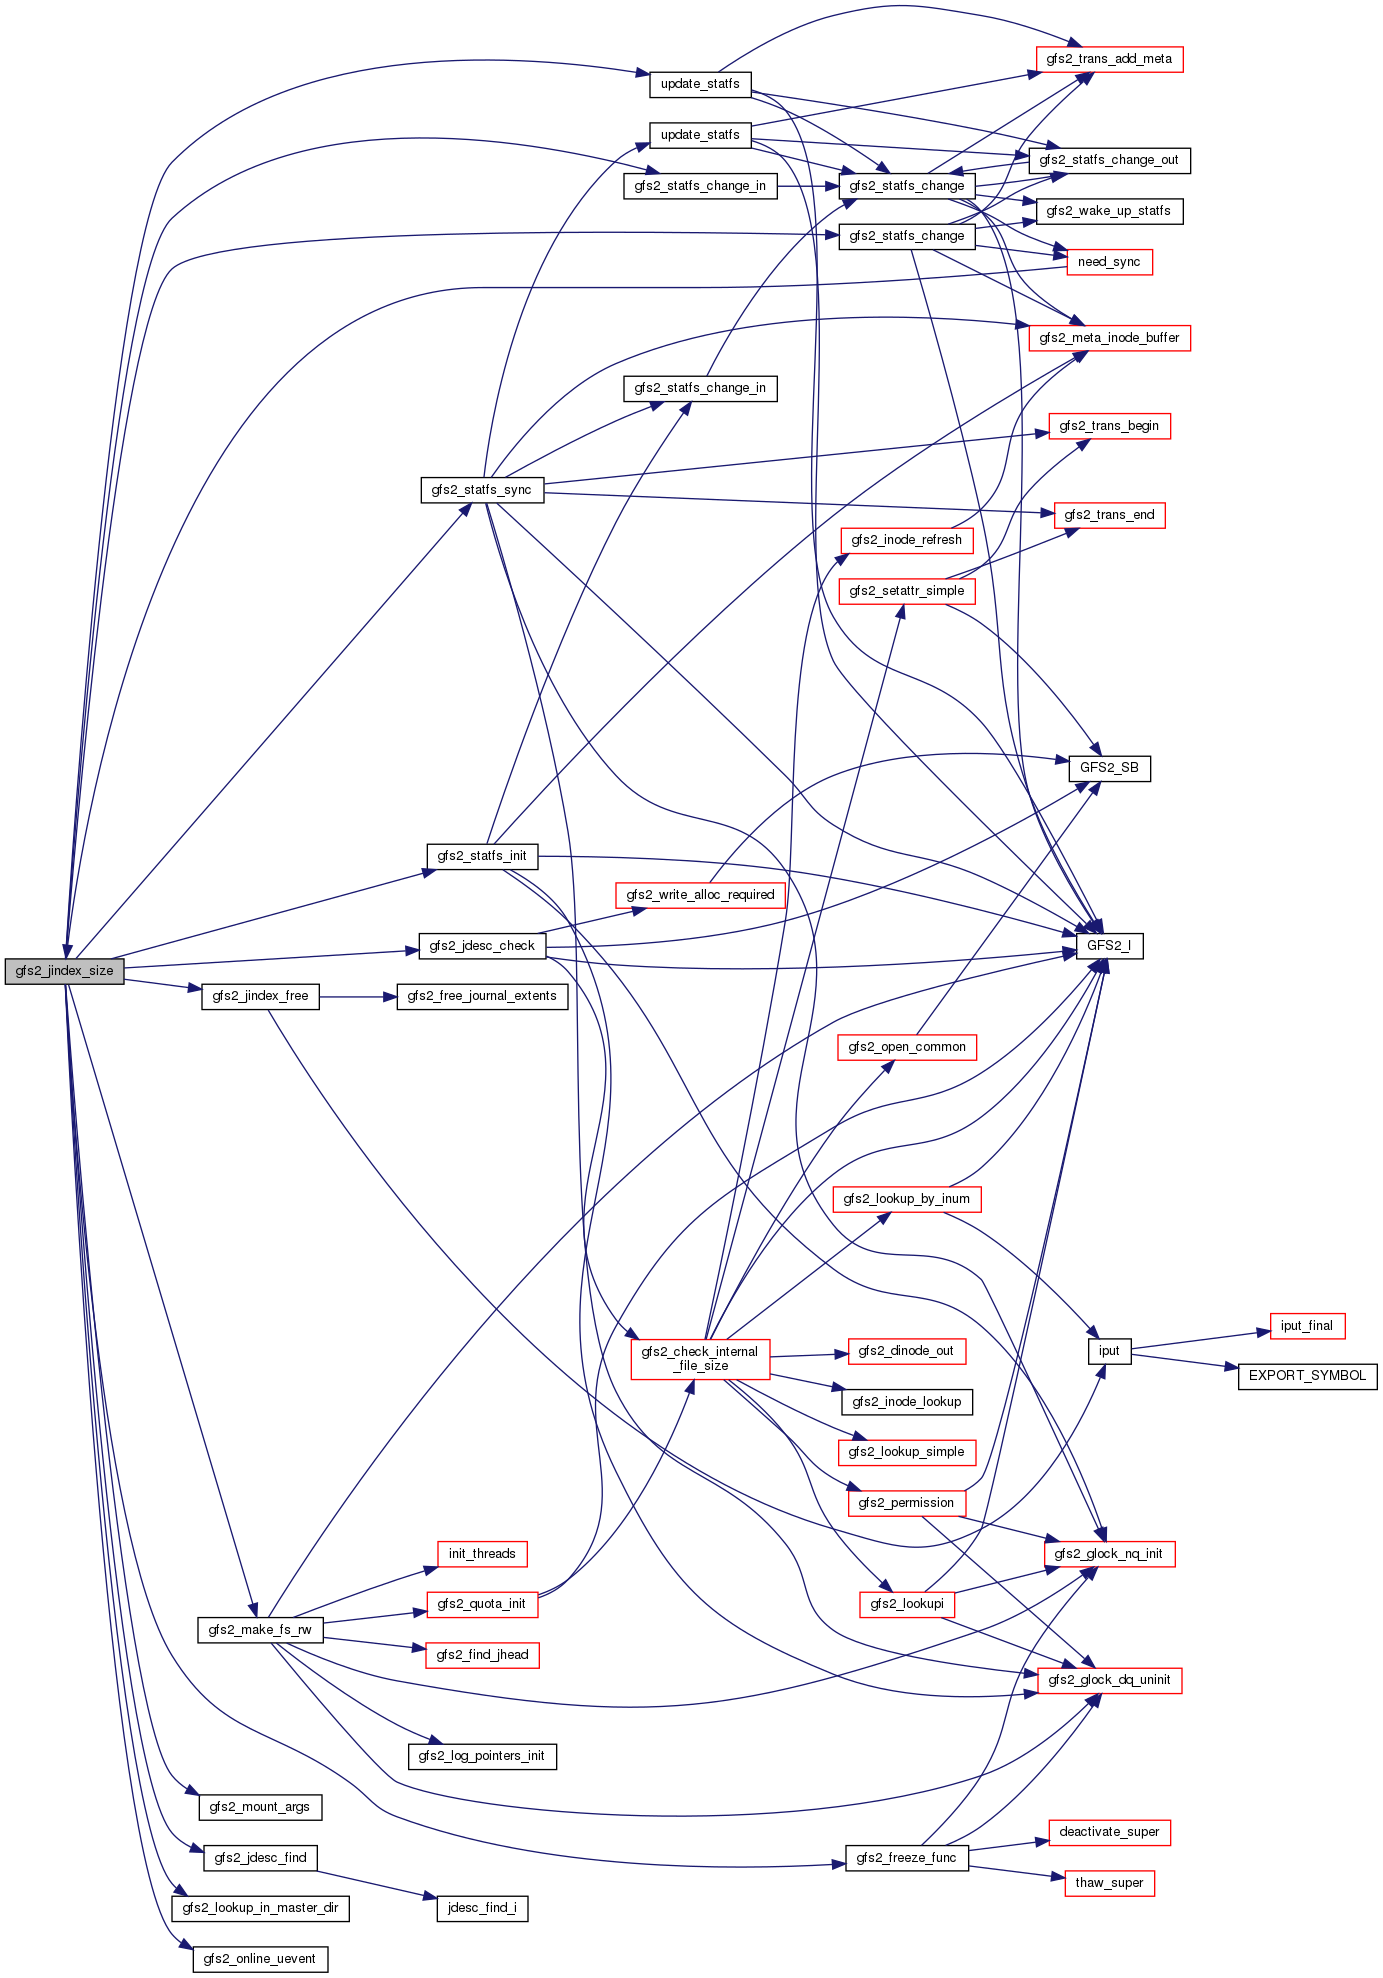 gfs2_trans_add_meta
update_statfs
update_statfs
gfs2_statfs_change_out
gfs2_statfs_change_in
gfs2_statfs_change
gfs2_wake_up_statfs
gfs2_statfs_change
need_sync
gfs2_meta_inode_buffer
gfs2_statfs_change_in
gfs2_trans_begin
gfs2_statfs_sync
gfs2_trans_end
gfs2_inode_refresh
gfs2_setattr_simple
GFS2_SB
gfs2_statfs_init
gfs2_write_alloc_required
gfs2_jdesc_check
GFS2_I
gfs2_jindex_size
gfs2_jindex_free
gfs2_free_journal_extents
gfs2_open_common
gfs2_lookup_by_inum
iput_final
gfs2_check_internal
_file_size
gfs2_dinode_out
iput
EXPORT_SYMBOL
gfs2_inode_lookup
gfs2_lookup_simple
gfs2_permission
init_threads
gfs2_glock_nq_init
gfs2_quota_init
gfs2_lookupi
gfs2_make_fs_rw
gfs2_find_jhead
gfs2_glock_dq_uninit
gfs2_log_pointers_init
gfs2_mount_args
deactivate_super
gfs2_jdesc_find
gfs2_freeze_func
thaw_super
gfs2_lookup_in_master_dir
jdesc_find_i
gfs2_online_uevent